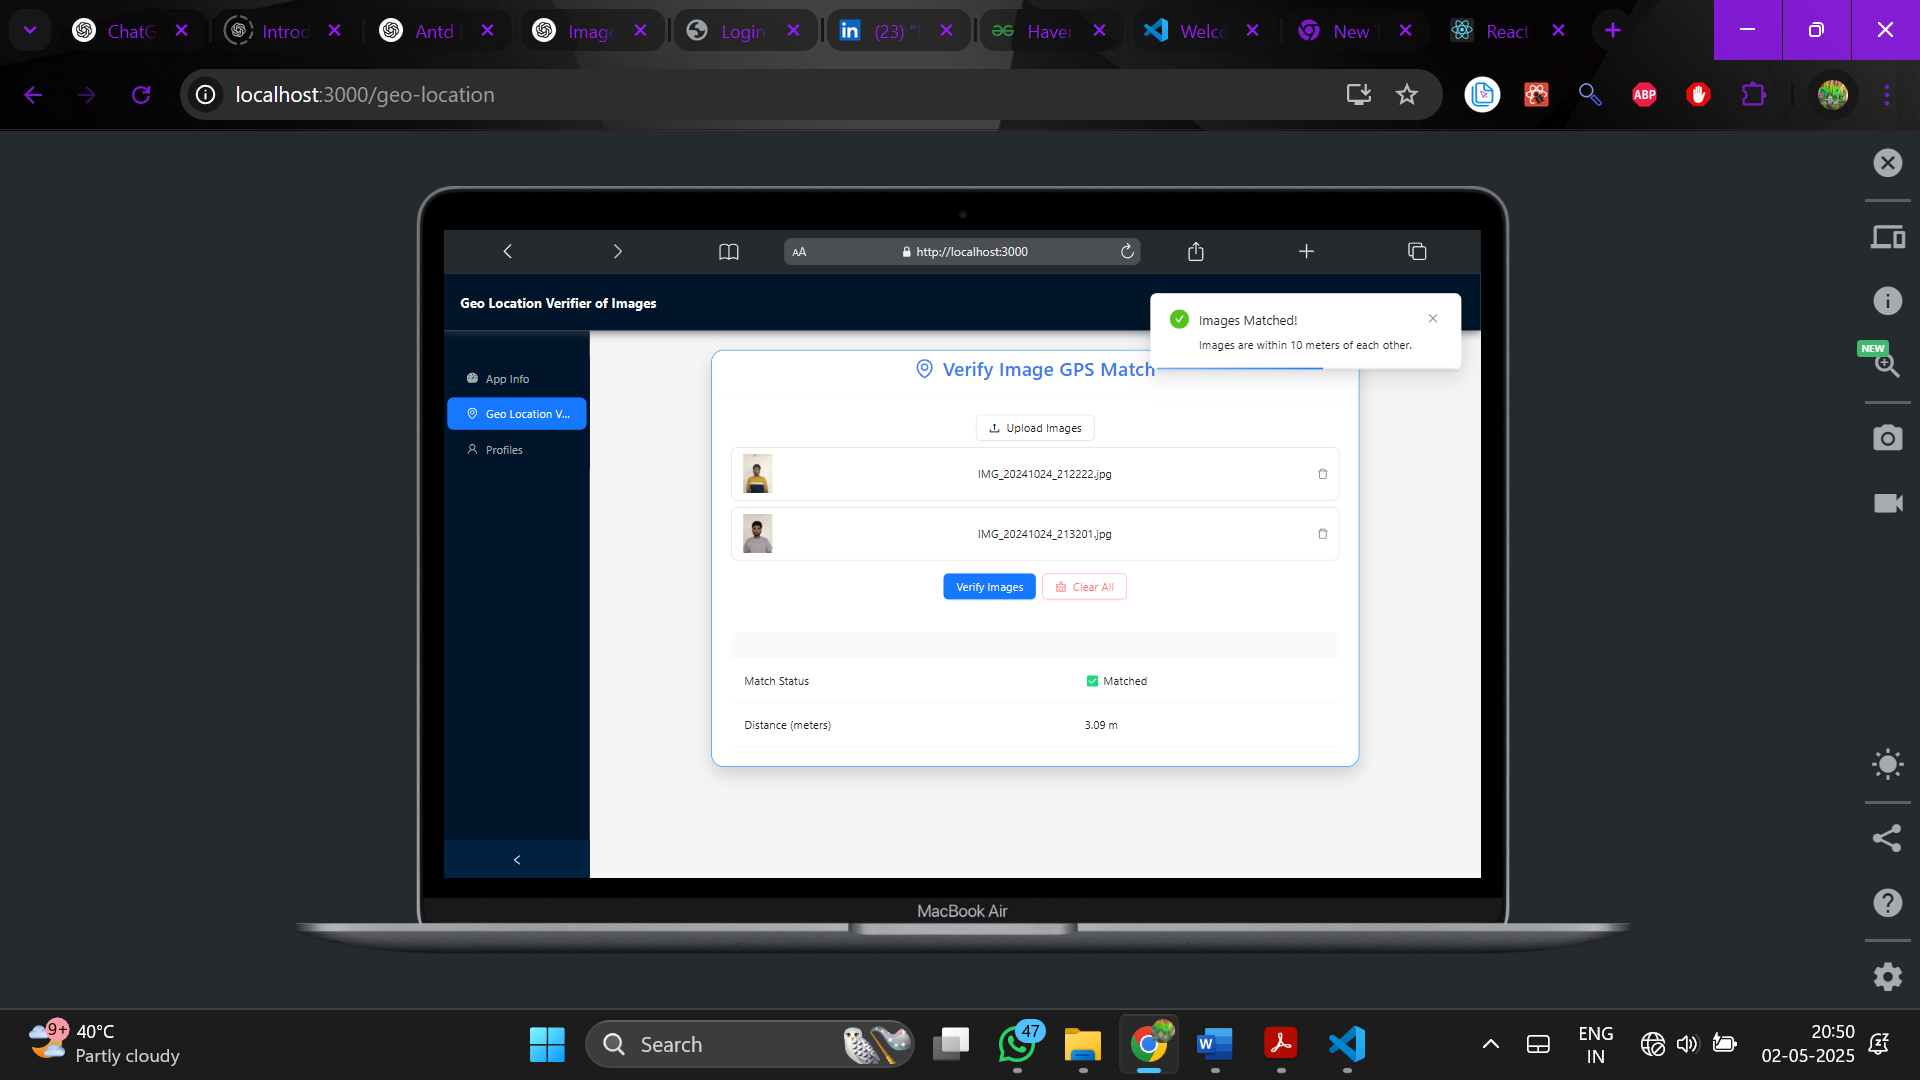 ChatG
Introd
Antd
Image
Login
(23) "
Haver
Welco
New T
React
localhost:3000/geo-location
ABP
AA
http://localhost:3000
Geo Location Verifier of Images
Images Matched!
Images are within 10 meters of each other.
NEW
Verify Image GPS Match
App Info
Geo Location V...
Profiles
Upload Images
IMG_20241024_212222.jpg
IMG_20241024_213201.jpg
Verify Images
Clear All
Match Status
Matched
Distance (meters)
3.09 m
MacBook Air
9+
40°C
Partly cloudy
Search
47
ENG
IN
20:50
02-05-2025